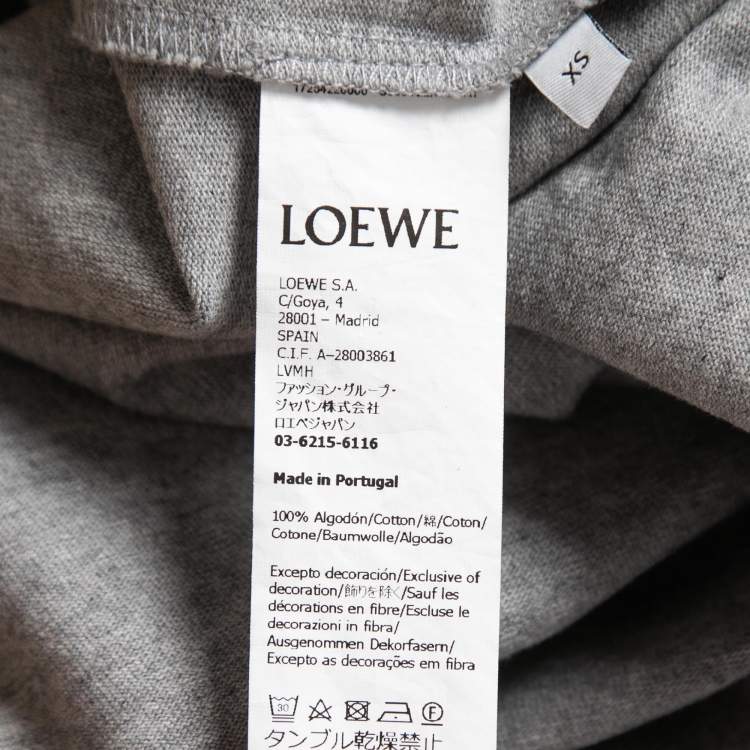 XS
LOEWE
LOEWE S.A.
C/Goya, 4
28001 – Madrid
SPAIN
C.I.F. A–28003861
LVMH
ファッション・グループ・
ジャパン株式会社
ロエベジャパン
03-6215-6116
Made in Portugal
100% Algodón/Cotton/綿/Coton/
Cotone/Baumwolle/Algodão
Excepto decoración/Exclusive of
decoration/飾りを除く/Sauf les
décorations en fibre/Escluse le
decorazioni in fibra/
Ausgenommen Dekorfasern/
Excepto as decorações em fibra
30
F
タンブル乾燥禁止